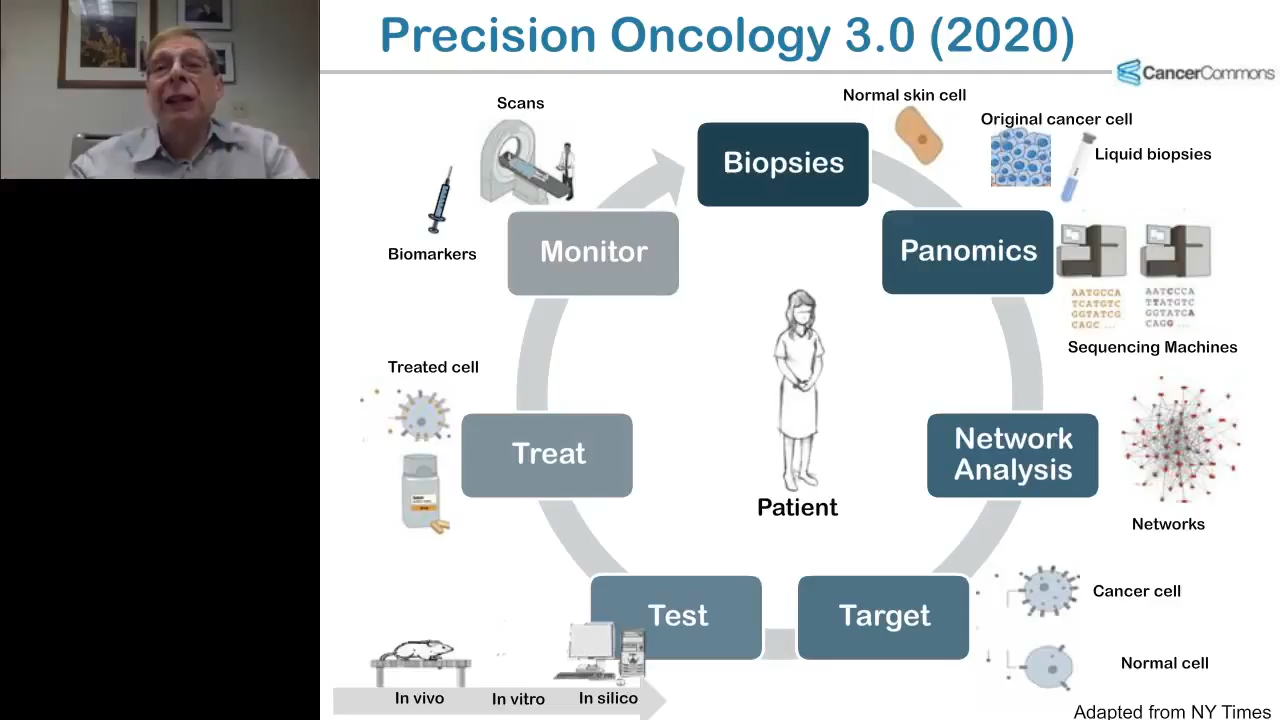 Precision Oncology 3.0 (2020)
CancerCommons
Scans
Normal skin cell
Original cancer cell
Liquid biopsies
Biopsies
Biomarkers
Monitor
Panomics
AATGCCA
TCATGTC
GGTATCG
CAGC ...
AATCCCA
TTATGTC
GGTATCA
CAGG ...
Sequencing Machines
Treated cell
Treat
Network
Analysis
Networks
Patient
Test
Target
Cancer cell
Normal cell
In vivo
In vitro
In silico
Adapted from NY Times